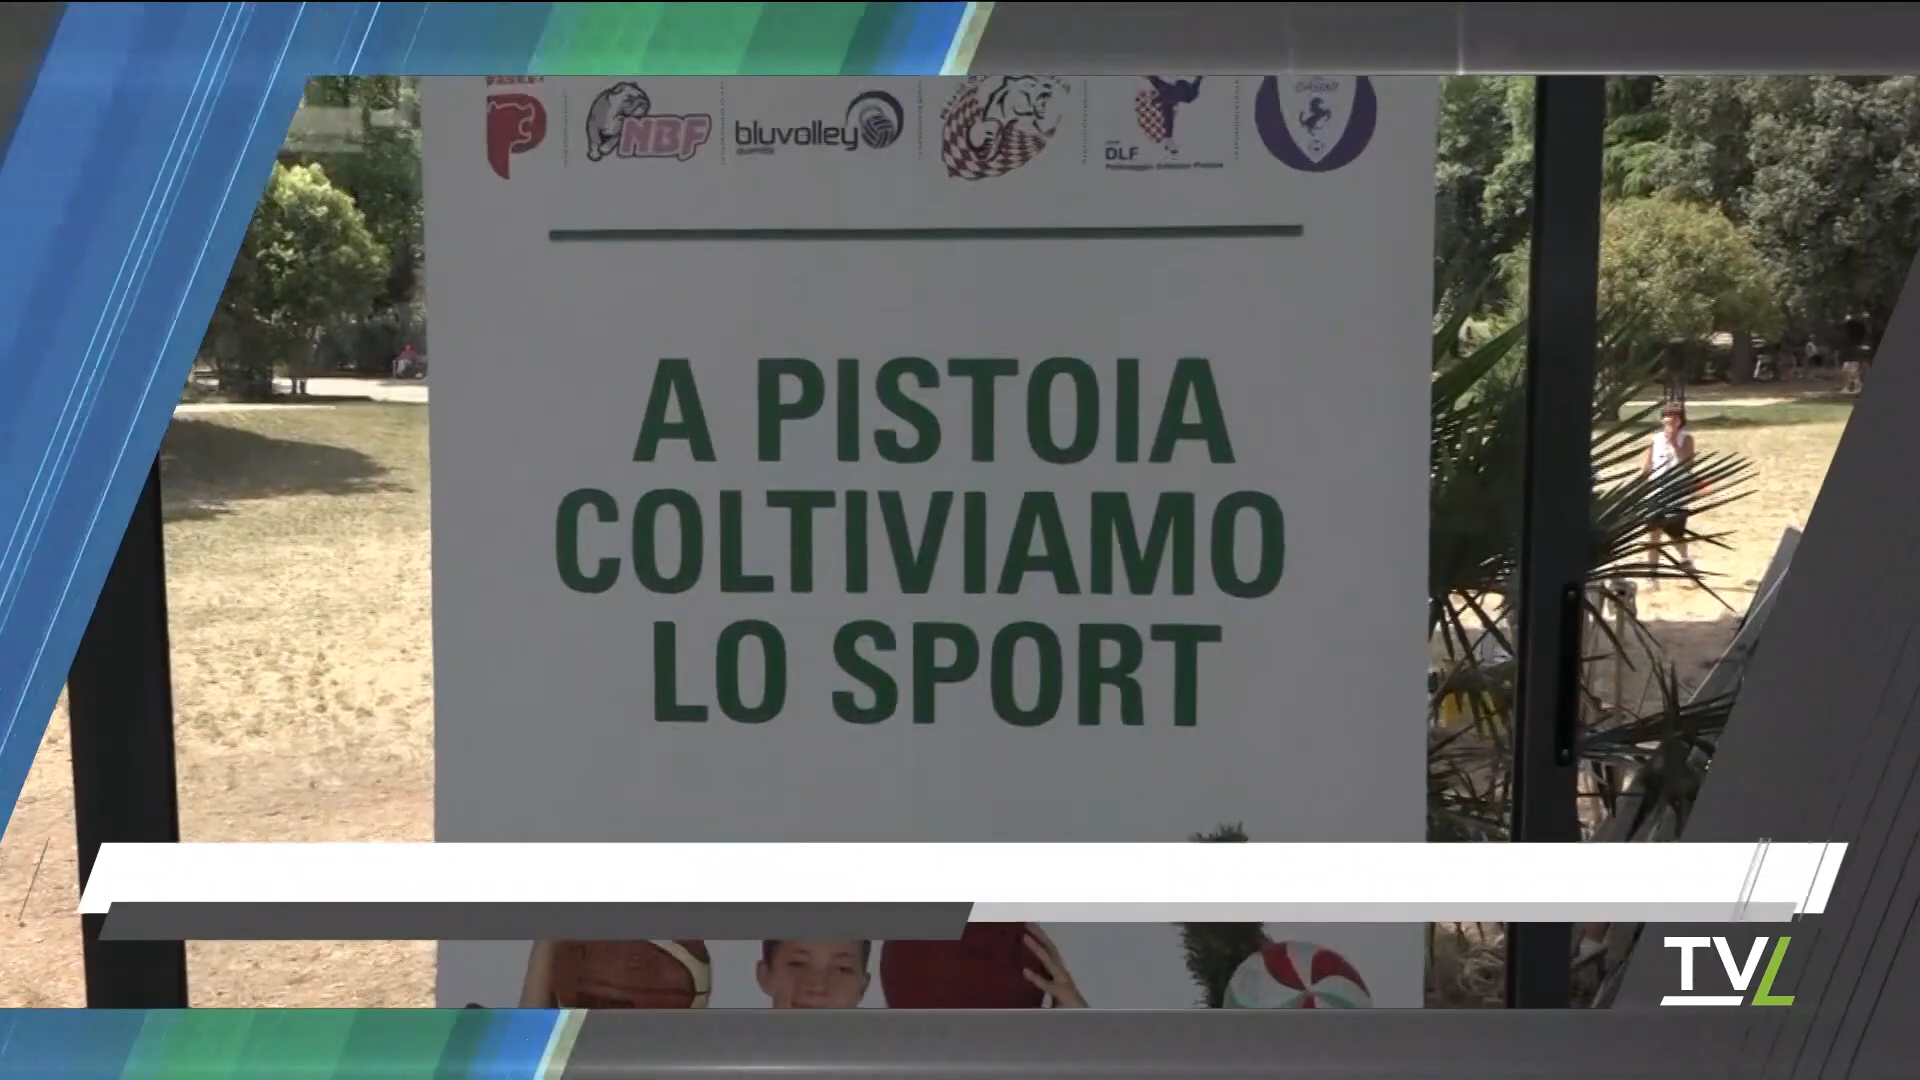 NBF
bluvolley
DLF
A PISTOIA
COLTIVIAMO
LO SPORT
TVL